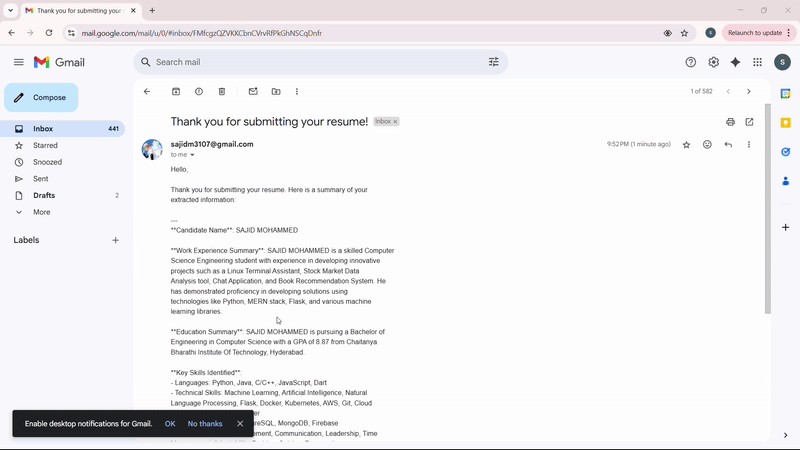 Thank you for submitting your
mail.google.com/mail/u/0/#inbox/FMfcgzQZVKXCbnCVrvRfPkGhNSCqDnfr
S
Relaunch to update
Gmail
Search mail
S
Compose
1 of 582
Inbox 441
Starred
Snoozed
Sent
Drafts 2
More
Labels
Thank you for submitting your resume! Inbox x
sajidm3107@gmail.com 9:52 PM (1 minute ago)
to me
Hello,
Thank you for submitting your resume. Here is a summary of your
extracted information:
---
**Candidate Name**: SAJID MOHAMMED
**Work Experience Summary**: SAJID MOHAMMED is a skilled Computer
Science Engineering student with experience in developing innovative
projects such as a Linux Terminal Assistant, Stock Market Data
Analysis tool, Chat Application, and Book Recommendation System. He
has demonstrated proficiency in developing solutions using
technologies like Python, MERN stack, Flask, and various machine
learning libraries.
**Education Summary**: SAJID MOHAMMED is pursuing a Bachelor of
Engineering in Computer Science with a GPA of 8.87 from Chaitanya
Bharathi Institute Of Technology, Hyderabad.
**Key Skills Identified**:
- Languages: Python, Java, C/C++, JavaScript, Dart
- Technical Skills: Machine Learning, Artificial Intelligence, Natural
Language Processing, Flask, Docker, Kubernetes, AWS, Git, Cloud
MongoDB, Firebase
Communication, Leadership, Time
Enable desktop notifications for Gmail. OK No thanks